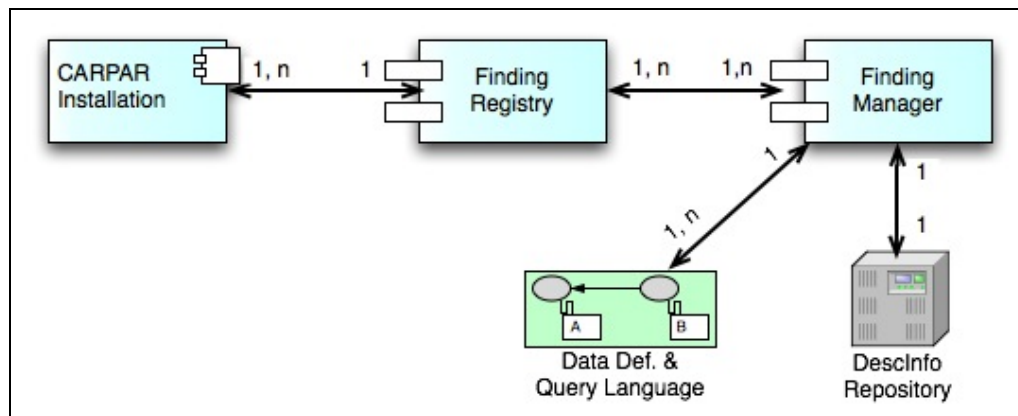 CARPAR
Installation
1, n
1
Finding
Registry
1, n
1,n
Finding
Manager
1
1, n
1
1
A
B
Data Def. &
Query Language
DescInfo
Repository